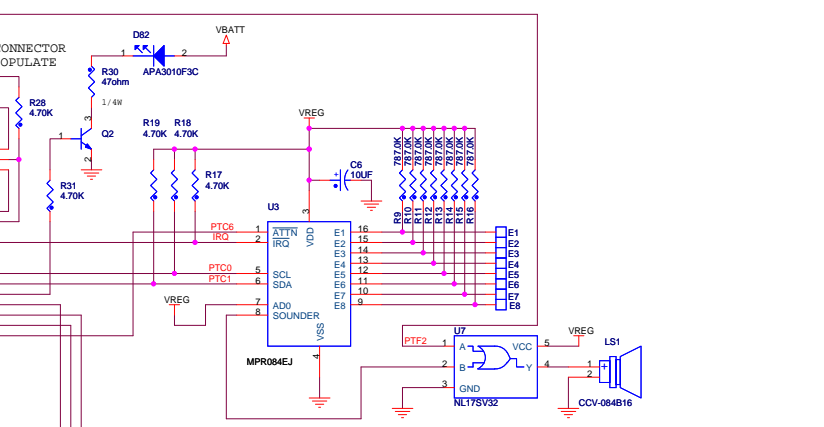 ONNECTOR
OPULATE
D82
1
2
VBATT
APA3010F3C
R30
47ohm
1/4W
R28
4.70K
3
1
Q2
2
R31
4.70K
R19
4.70K
R18
4.70K
R17
4.70K
VREG
C6
10UF
787.0K
787.0K
787.0K
787.0K
787.0K
787.0K
787.0K
787.0K
R9
R10
R11
R12
R13
R14
R15
R16
U3
3
VDD
PTC6
1
ATTN
IRQ
2
IRQ
PTC0
5
SCL
PTC1
6
SDA
VREG
7
AD0
8
SOUNDER
VSS
4
MPR084EJ
E1
16
E2
15
E3
14
E4
13
E5
12
E6
11
E7
10
E8
9
E1
E2
E3
E4
E5
E6
E7
E8
U7
PTF2
1
A
2
B
3
GND
VCC
5
Y
4
VREG
NL17SV32
LS1
1
+
2
CCV-084B16